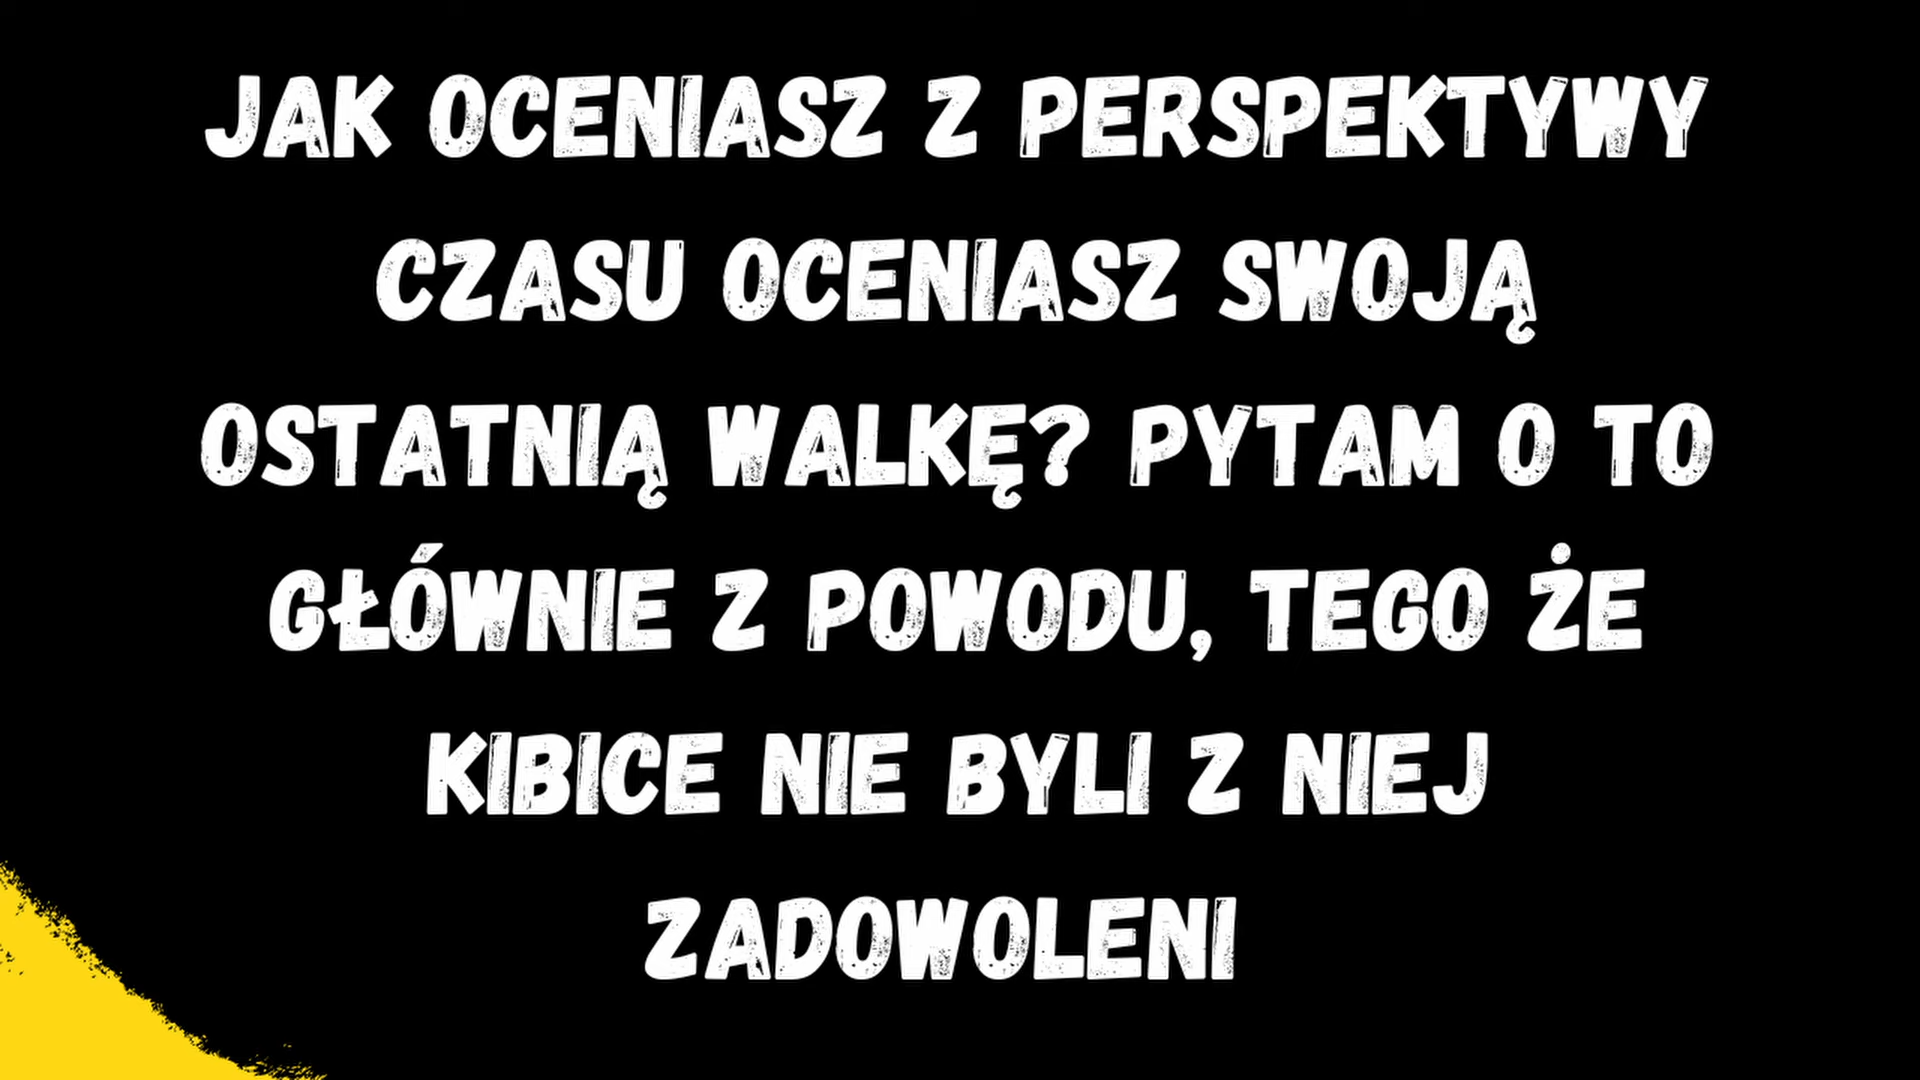 JAK OCENIASZ Z PERSPEKTYWY
CZASU OCENIASZ SWOJĄ
OSTATNIĄ WALKĘ? PYTAM O TO
GŁÓWNIE Z POWODU, TEGO ŻE
KIBICE NIE BYLI Z NIEJ
ZADOWOLENI